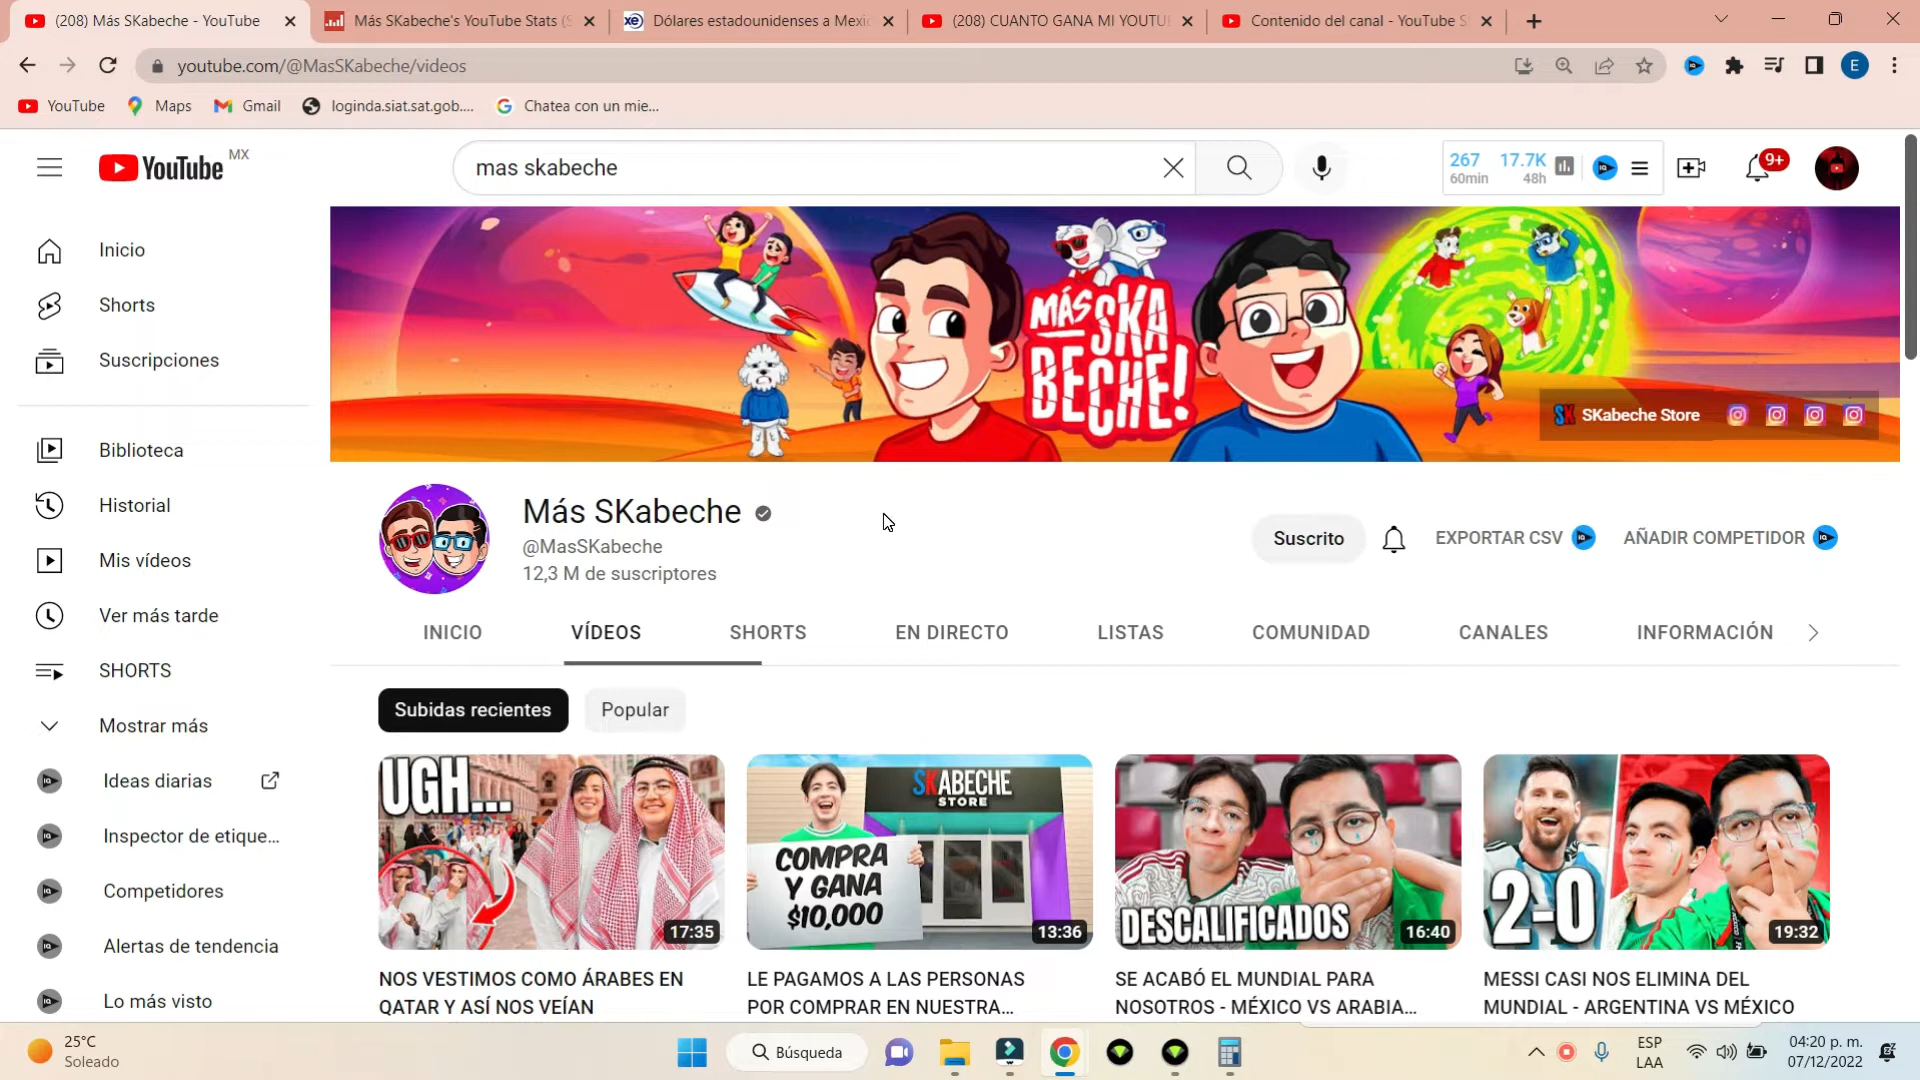 (208) Más SKabeche - YouTube
Más SKabeche's YouTube Stats (S
Dólares estadounidenses a Mexic
(208) CUANTO GANA MI YOUTU
Contenido del canal - YouTube S
youtube.com/@MasSKabeche/videos
E
YouTube
Maps
Gmail
loginda.siat.sat.gob....
Chatea con un mie...
YouTube MX
mas skabeche
267 17.7K
60min 48h
9+
Inicio
Shorts
Suscripciones
Biblioteca
Historial
Mis vídeos
Ver más tarde
SHORTS
Mostrar más
Ideas diarias
Inspector de etique...
Competidores
Alertas de tendencia
Lo más visto
MÁS SKA
BECHE!
SK SKabeche Store
Más SKabeche
@MasSKabeche
12,3 M de suscriptores
Suscrito
EXPORTAR CSV
AÑADIR COMPETIDOR
INICIO
VÍDEOS
SHORTS
EN DIRECTO
LISTAS
COMUNIDAD
CANALES
INFORMACIÓN
Subidas recientes
Popular
UGH...
17:35
SKABECHE
STORE
COMPRA
Y GANA
$10,000
13:36
DESCALIFICADOS
16:40
2-0
19:32
NOS VESTIMOS COMO ÁRABES EN
QATAR Y ASÍ NOS VEÍAN
LE PAGAMOS A LAS PERSONAS
POR COMPRAR EN NUESTRA...
SE ACABÓ EL MUNDIAL PARA
NOSOTROS - MÉXICO VS ARABIA...
MESSI CASI NOS ELIMINA DEL
MUNDIAL - ARGENTINA VS MÉXICO
25°C
Soleado
Búsqueda
ESP
LAA
04:20 p. m.
07/12/2022